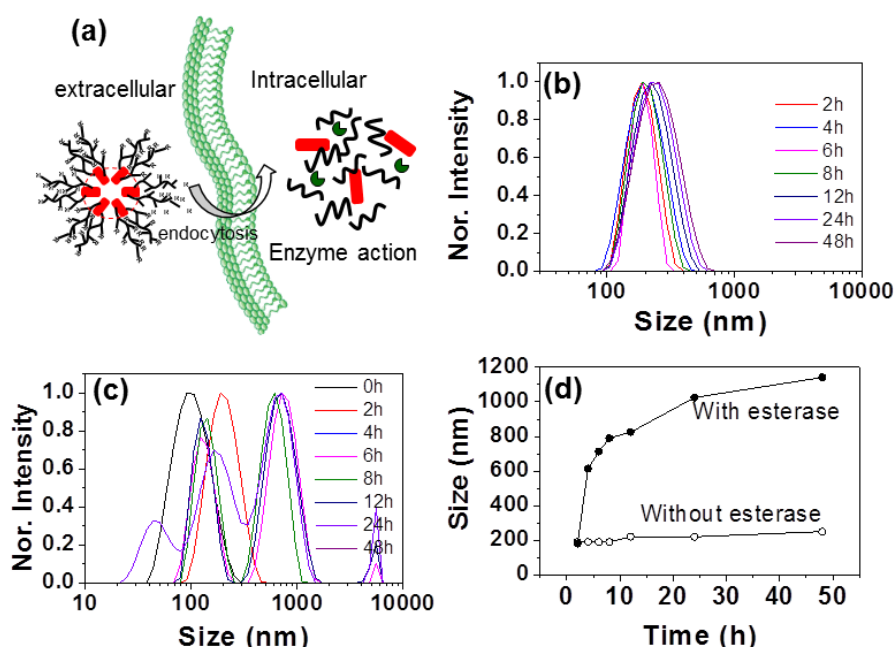 (a)
extracellular
Intracellular
endocytosis
Enzyme action
(b)
Nor. Intensity
1.0
0.8
0.6
0.4
0.2
0.0
2h
4h
6h
8h
12h
24h
48h
100
1000
10000
Size (nm)
(c)
Nor. Intensity
1.0
0.8
0.6
0.4
0.2
0.0
0h
2h
4h
6h
8h
12h
24h
48h
10
100
1000
10000
Size (nm)
(d)
Size (nm)
1200
1000
800
600
400
200
0
With esterase
Without esterase
0
10
20
30
40
50
Time (h)